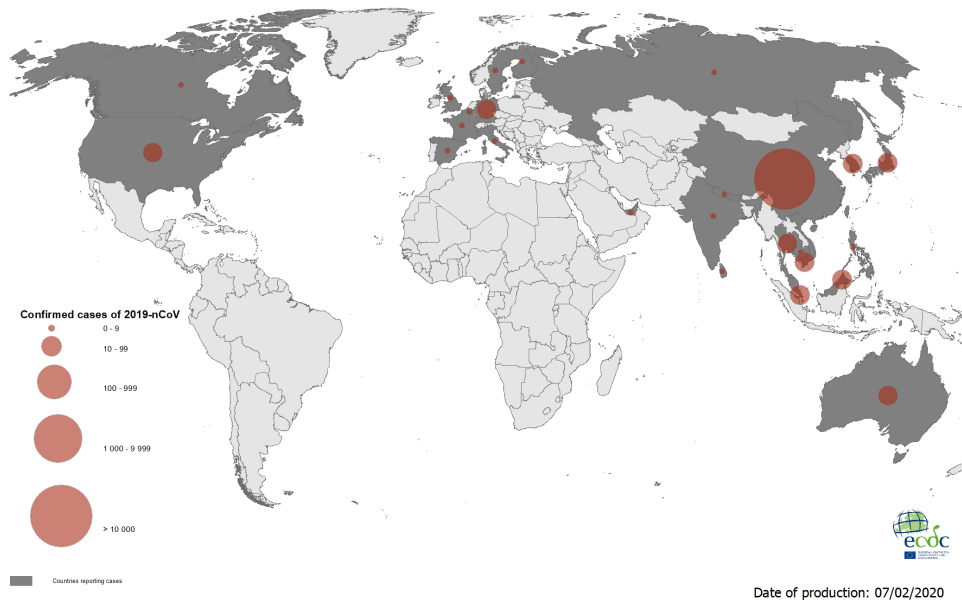 Confirmed cases of 2019-nCoV
0 - 9
10 - 99
100 - 999
1 000 - 9 999
> 10 000
Countries reporting cases
ecdc
Date of production: 07/02/2020